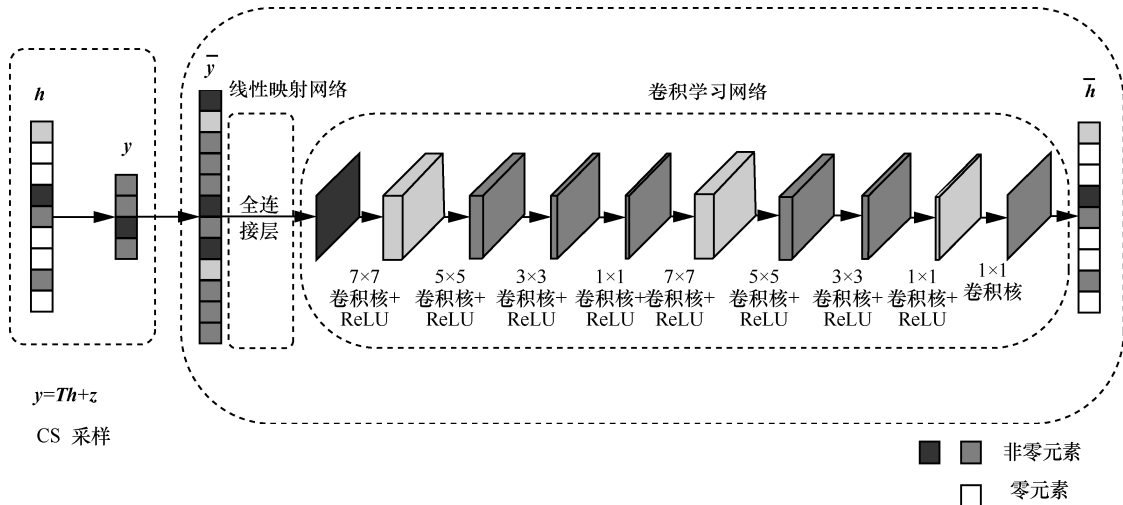 h
y
y̅
线性映射网络
卷积学习网络
h̅
全连
接层
7×7
卷积核+
ReLU
5×5
卷积核+
ReLU
3×3
卷积核+
ReLU
1×1
卷积核+
ReLU
7×7
卷积核+
ReLU
5×5
卷积核+
ReLU
3×3
卷积核+
ReLU
1×1
卷积核+
ReLU
1×1
卷积核
y=Th+z
CS 采样
非零元素
零元素